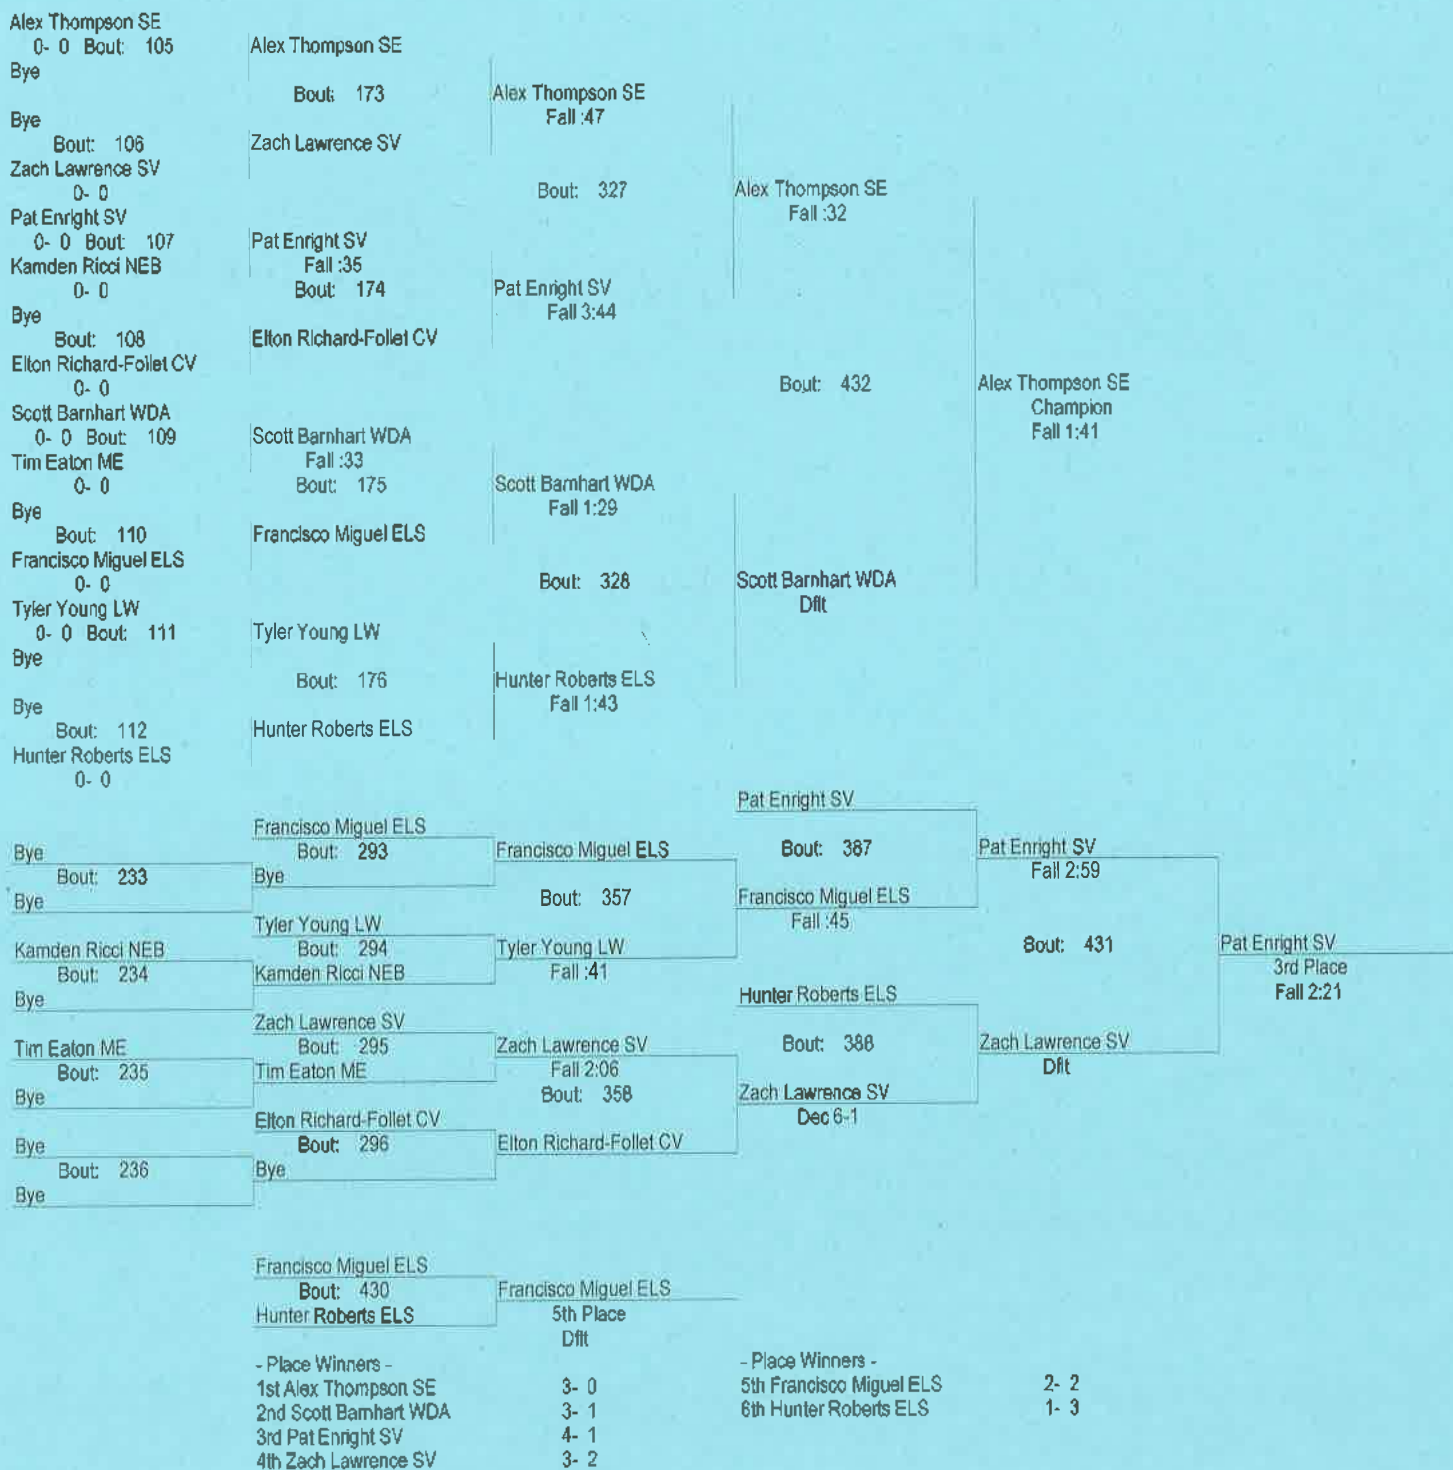 Alex Thompson SE
0- 0 Bout: 105
Bye
Bye
Bout: 106
Zach Lawrence SV
0- 0
Pat Enright SV
0- 0 Bout: 107
Kamden Ricci NEB
0- 0
Bye
Bout: 108
Elton Richard-Follet CV
0- 0
Scott Barnhart WDA
0- 0 Bout: 109
Tim Eaton ME
0- 0
Bye
Bout: 110
Francisco Miguel ELS
0- 0
Tyler Young LW
0- 0 Bout: 111
Bye
Bye
Bout: 112
Hunter Roberts ELS
0- 0
Alex Thompson SE
Bout: 173
Zach Lawrence SV
Pat Enright SV
Fall :35
Bout: 174
Elton Richard-Follet CV
Scott Barnhart WDA
Fall :33
Bout: 175
Francisco Miguel ELS
Tyler Young LW
Bout: 176
Hunter Roberts ELS
Alex Thompson SE
Fall :47
Bout: 327
Pat Enright SV
Fall 3:44
Scott Barnhart WDA
Fall 1:29
Bout: 328
Hunter Roberts ELS
Fall 1:43
Alex Thompson SE
Fall :32
Bout: 432
Scott Barnhart WDA
Dflt
Alex Thompson SE
Champion
Fall 1:41
Bye
Bout: 233
Bye
Kamden Ricci NEB
Bout: 234
Bye
Tim Eaton ME
Bout: 235
Bye
Bye
Bout: 236
Bye
Francisco Miguel ELS
Bout: 293
Bye
Tyler Young LW
Bout: 294
Kamden Ricci NEB
Zach Lawrence SV
Bout: 295
Tim Eaton ME
Elton Richard-Follet CV
Bout: 296
Bye
Francisco Miguel ELS
Bout: 357
Tyler Young LW
Fall :41
Zach Lawrence SV
Fall 2:06
Bout: 358
Elton Richard-Follet CV
Pat Enright SV
Bout: 387
Francisco Miguel ELS
Fall :45
Hunter Roberts ELS
Bout: 388
Zach Lawrence SV
Dec 6-1
Pat Enright SV
Fall 2:59
Bout: 431
Zach Lawrence SV
Dflt
Pat Enright SV
3rd Place
Fall 2:21
Francisco Miguel ELS
Bout: 430
Hunter Roberts ELS
Francisco Miguel ELS
5th Place
Dflt
- Place Winners -
1st Alex Thompson SE 3- 0
2nd Scott Barnhart WDA 3- 1
3rd Pat Enright SV 4- 1
4th Zach Lawrence SV 3- 2
- Place Winners -
5th Francisco Miguel ELS 2- 2
6th Hunter Roberts ELS 1- 3